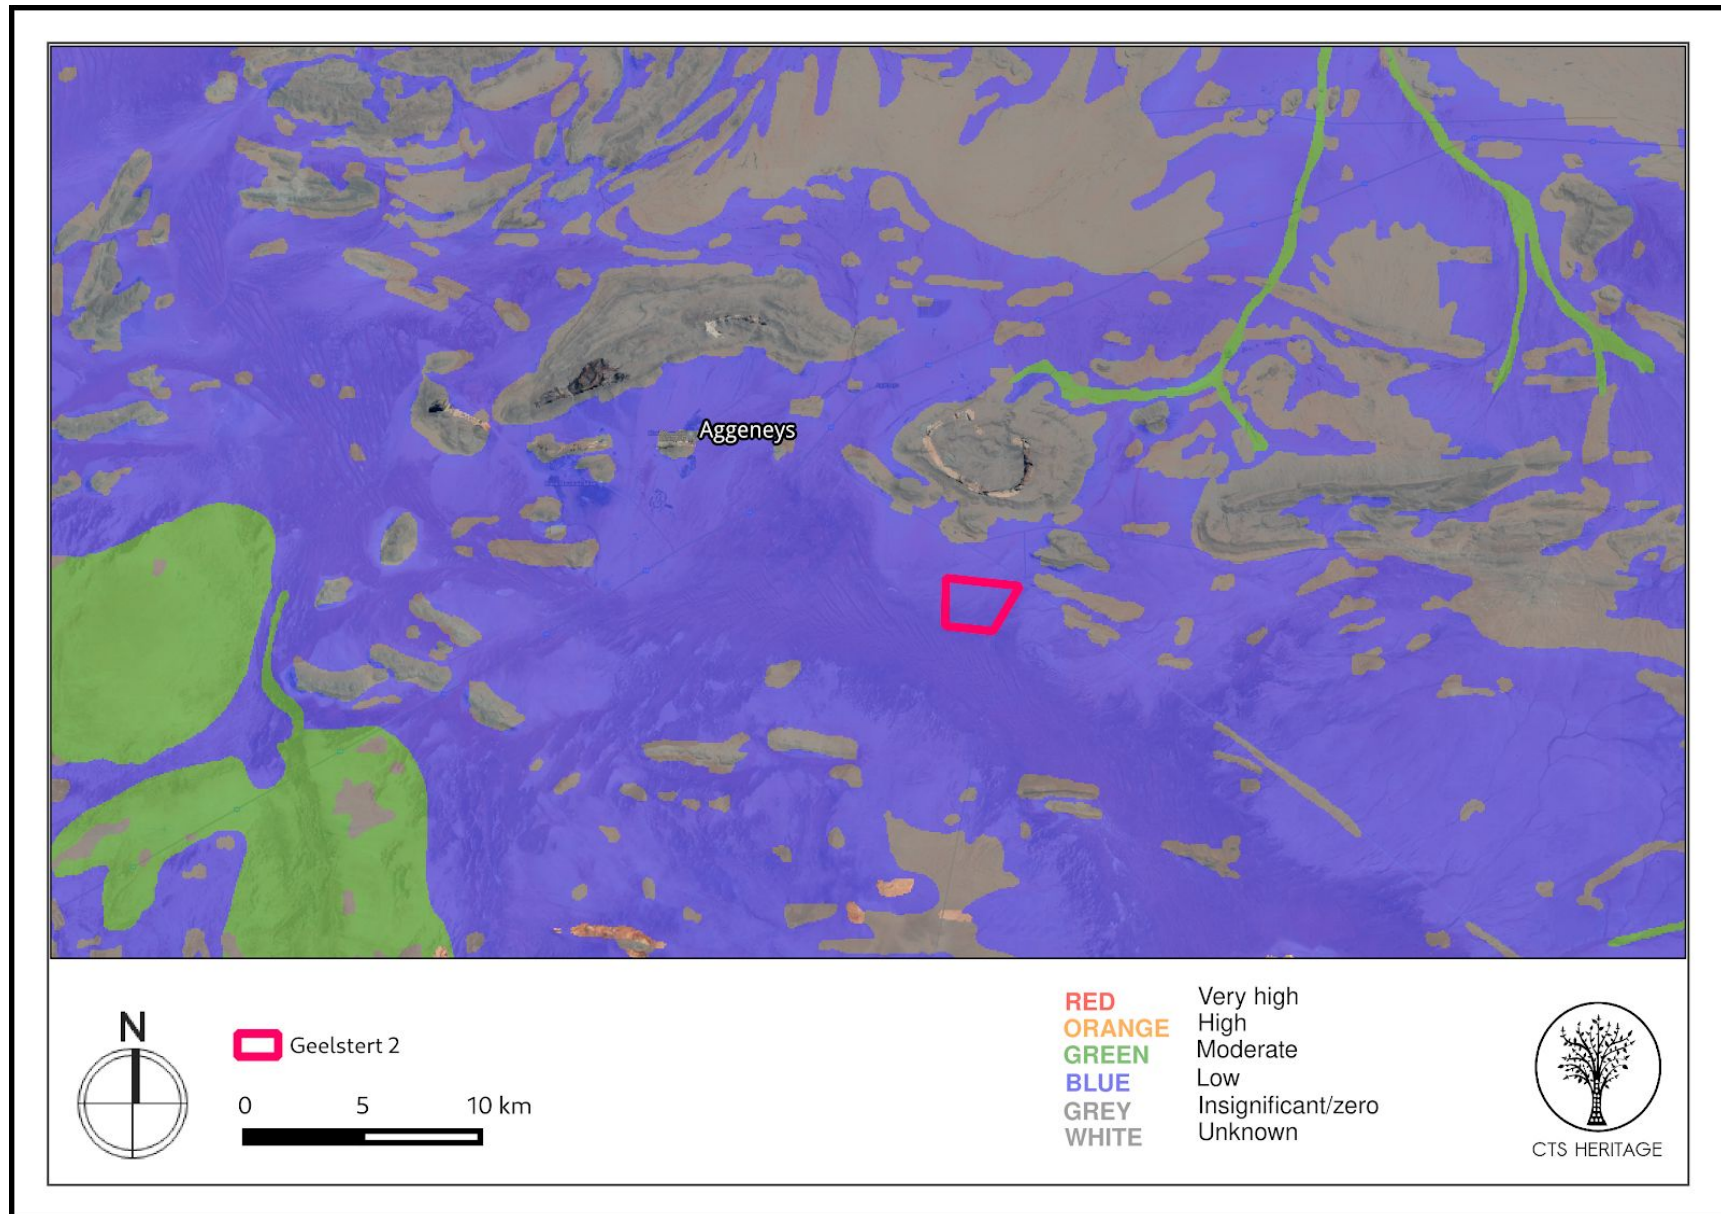 Aggeneys
N
Geelstert 2
0 5 10 km
RED Very high
ORANGE High
GREEN Moderate
BLUE Low
GREY Insignificant/zero
WHITE Unknown
CTS HERITAGE